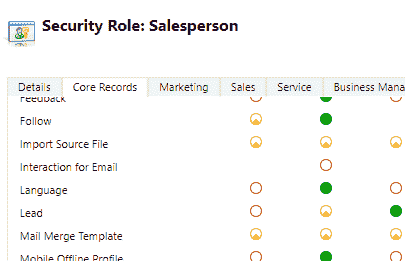 Security Role: Salesperson
Details Core Records Marketing Sales Service Business Mana
Feedback
Follow
Import Source File
Interaction for Email
Language
Lead
Mail Merge Template
Mobile Offline Profile